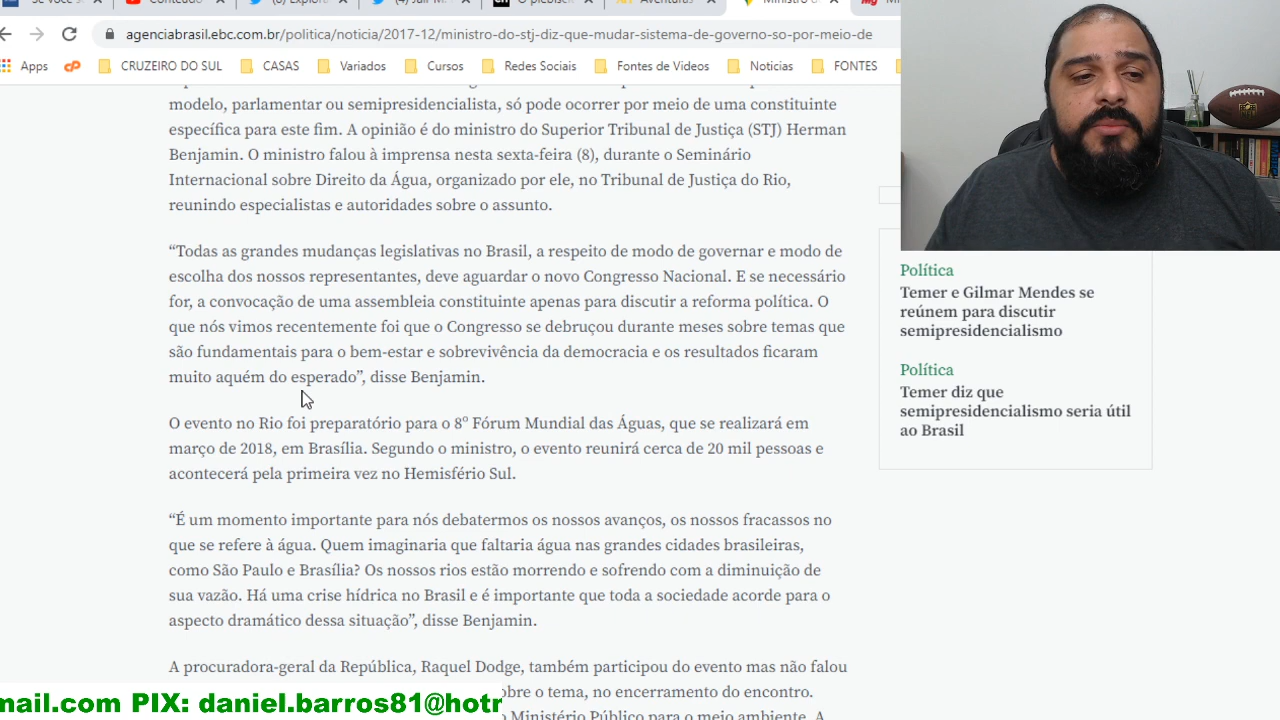 Se você s
Conteúdo
(6) Explor
O plebisc
Aventuras
agenciabrasil.ebc.com.br/politica/noticia/2017-12/ministro-do-stj-diz-que-mudar-sistema-de-governo-so-por-meio-de
Apps
CRUZEIRO DO SUL
CASAS
Variados
Cursos
Redes Sociais
Fontes de Videos
Noticias
FONTES
modelo, parlamentar ou semipresidencialista, só pode ocorrer por meio de uma constituinte
específica para este fim. A opinião é do ministro do Superior Tribunal de Justiça (STJ) Herman
Benjamin. O ministro falou à imprensa nesta sexta-feira (8), durante o Seminário
Internacional sobre Direito da Água, organizado por ele, no Tribunal de Justiça do Rio,
reunindo especialistas e autoridades sobre o assunto.
“Todas as grandes mudanças legislativas no Brasil, a respeito de modo de governar e modo de
escolha dos nossos representantes, deve aguardar o novo Congresso Nacional. E se necessário
for, a convocação de uma assembleia constituinte apenas para discutir a reforma política. O
que nós vimos recentemente foi que o Congresso se debruçou durante meses sobre temas que
são fundamentais para o bem-estar e sobrevivência da democracia e os resultados ficaram
muito aquém do esperado”, disse Benjamin.
O evento no Rio foi preparatório para o 8º Fórum Mundial das Águas, que se realizará em
março de 2018, em Brasília. Segundo o ministro, o evento reunirá cerca de 20 mil pessoas e
acontecerá pela primeira vez no Hemisfério Sul.
“É um momento importante para nós debatermos os nossos avanços, os nossos fracassos no
que se refere à água. Quem imaginaria que faltaria água nas grandes cidades brasileiras,
como São Paulo e Brasília? Os nossos rios estão morrendo e sofrendo com a diminuição de
sua vazão. Há uma crise hídrica no Brasil e é importante que toda a sociedade acorde para o
aspecto dramático dessa situação”, disse Benjamin.
A procuradora-geral da República, Raquel Dodge, também participou do evento mas não falou
obre o tema, no encerramento do encontro.
Ministério Público para o meio ambiente. A
Política
Temer e Gilmar Mendes se
reúnem para discutir
semipresidencialismo
Política
Temer diz que
semipresidencialismo seria útil
ao Brasil
mail.com PIX: daniel.barros81@hotr